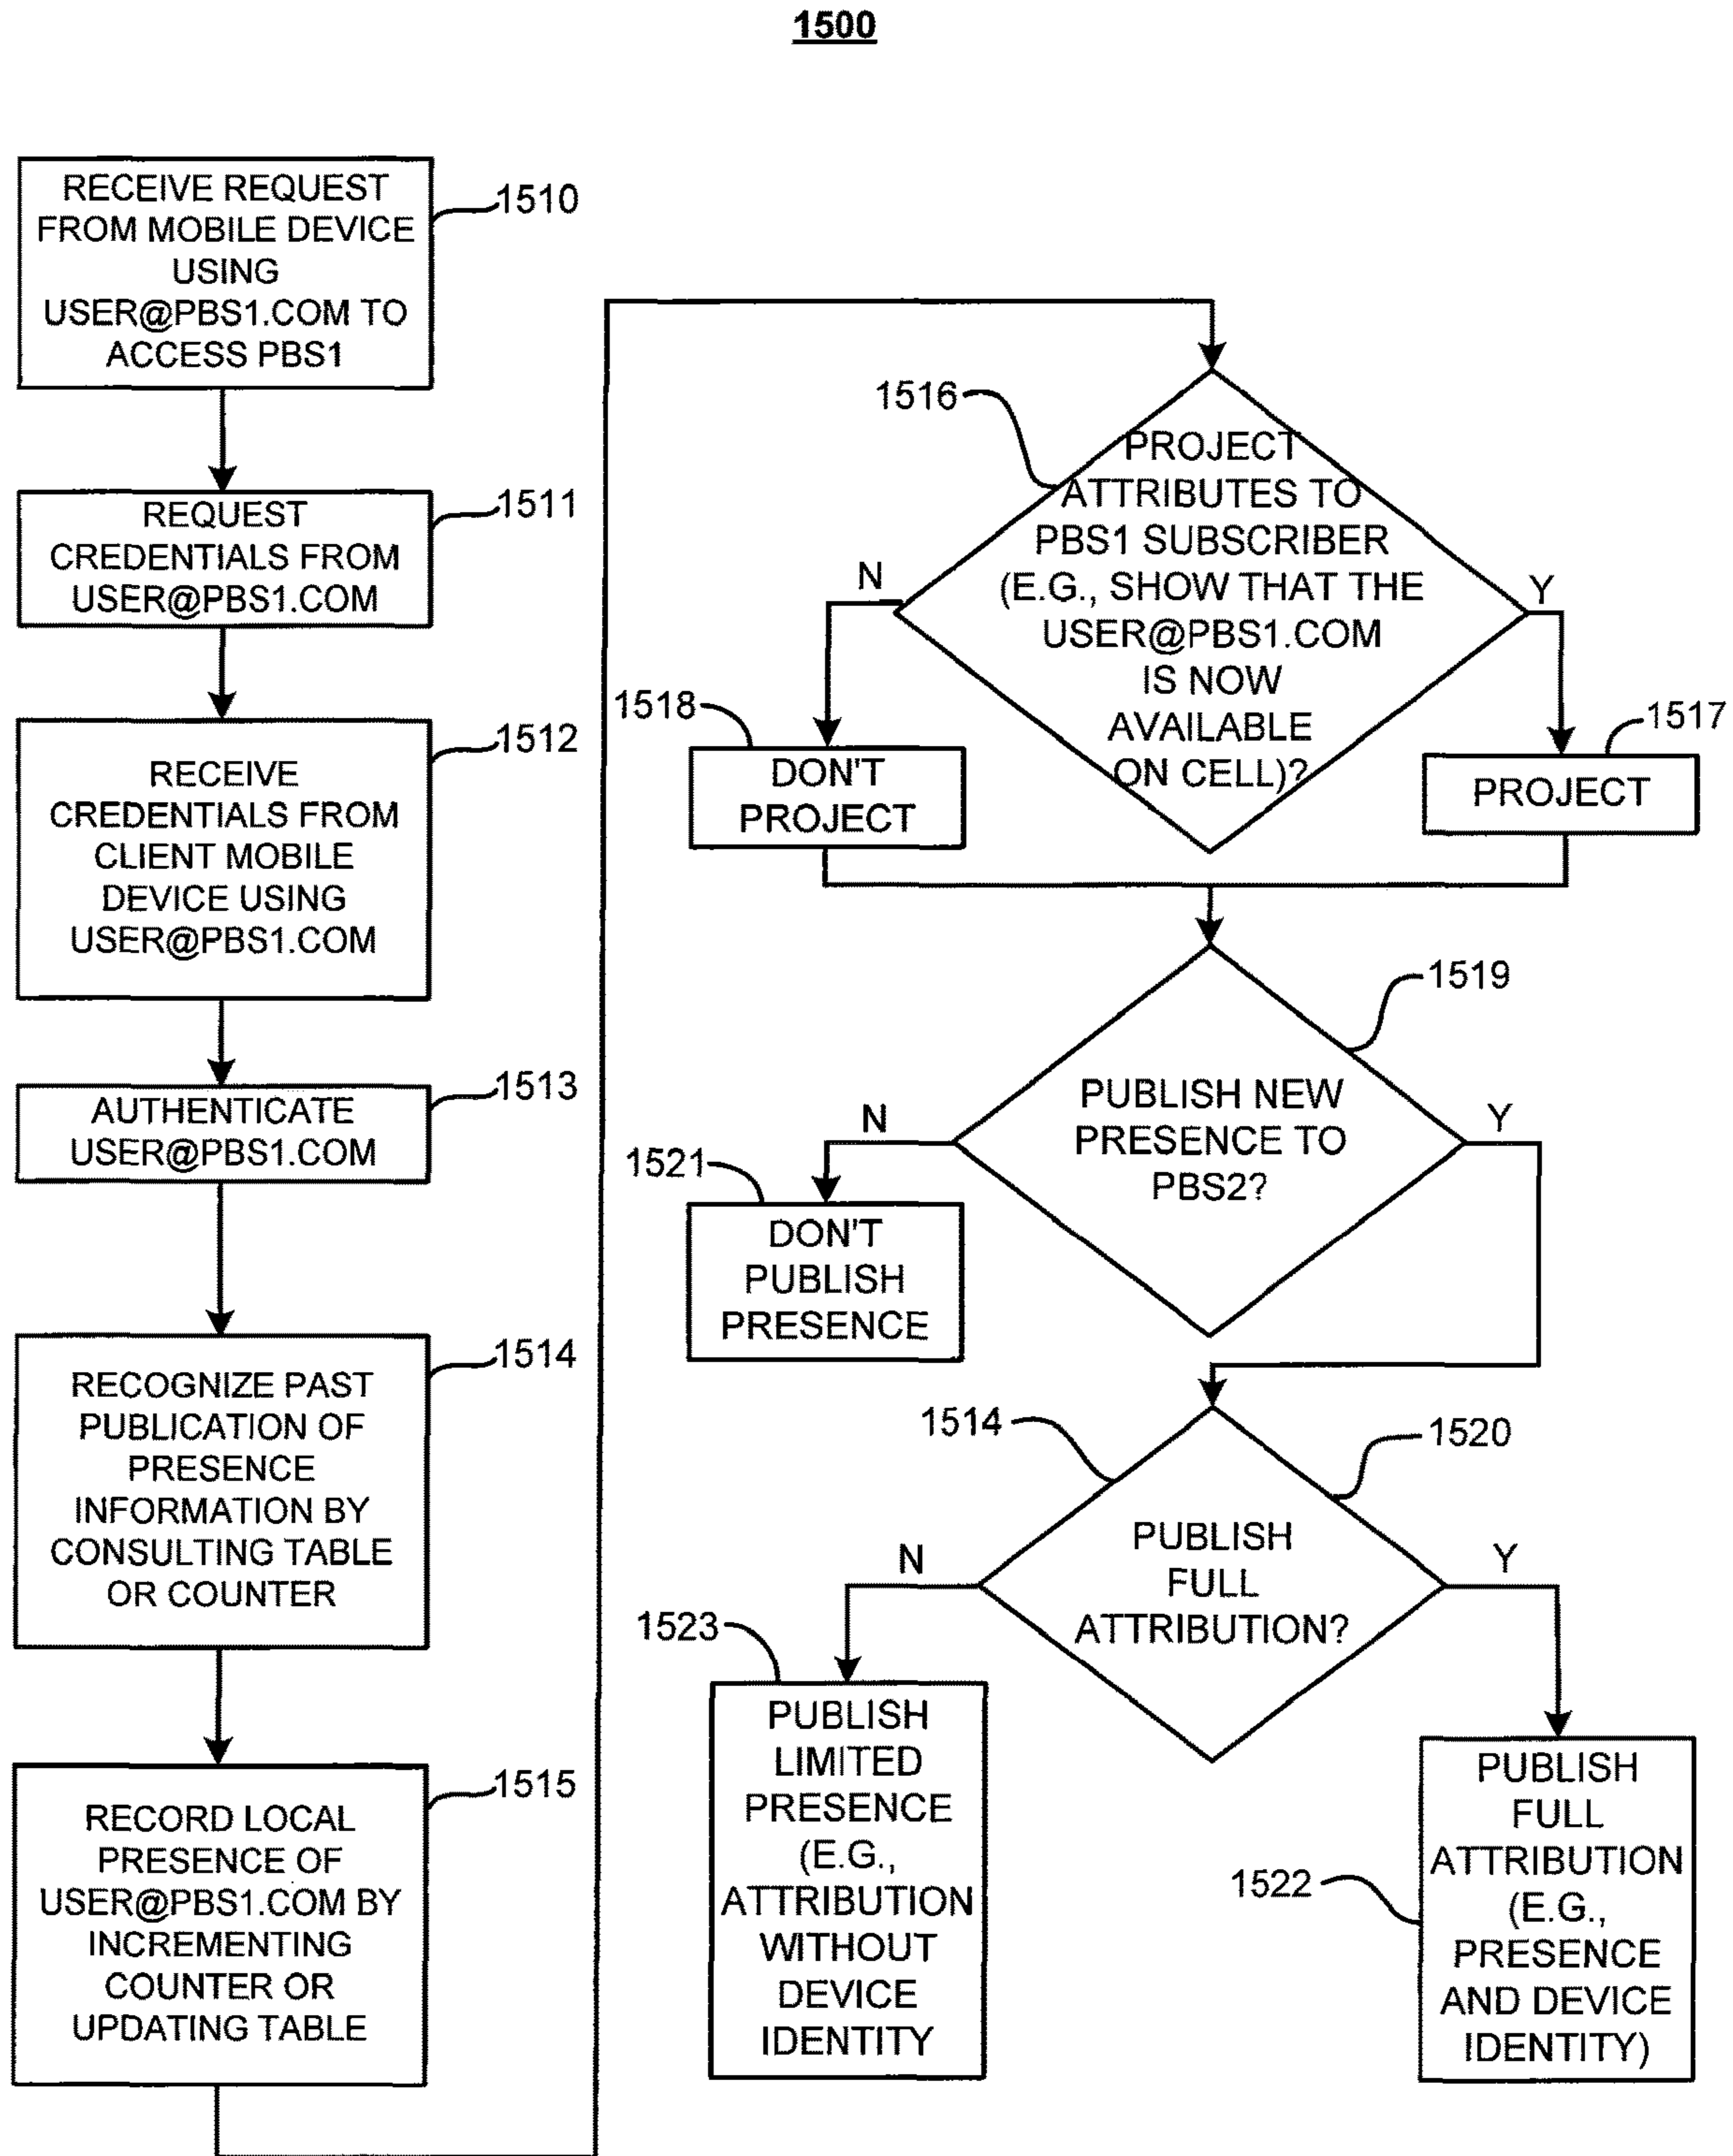 1500
RECEIVE REQUEST
FROM MOBILE DEVICE
USING
USER@PBS1.COM TO
ACCESS PBS1
1510
REQUEST
CREDENTIALS FROM
USER@PBS1.COM
1511
RECEIVE
CREDENTIALS FROM
CLIENT MOBILE
DEVICE USING
USER@PBS1.COM
1512
AUTHENTICATE
USER@PBS1.COM
1513
RECOGNIZE PAST
PUBLICATION OF
PRESENCE
INFORMATION BY
CONSULTING TABLE
OR COUNTER
1514
RECORD LOCAL
PRESENCE OF
USER@PBS1.COM BY
INCREMENTING
COUNTER OR
UPDATING TABLE
1515
1516
PROJECT
ATTRIBUTES TO
PBS1 SUBSCRIBER
(E.G., SHOW THAT THE
USER@PBS1.COM
IS NOW
AVAILABLE
ON CELL)?
N
Y
1518
DON'T
PROJECT
1517
PROJECT
1519
PUBLISH NEW
PRESENCE TO
PBS2?
N
Y
1521
DON'T
PUBLISH
PRESENCE
1514
1520
PUBLISH
FULL
ATTRIBUTION?
N
Y
1523
PUBLISH
LIMITED
PRESENCE
(E.G.,
ATTRIBUTION
WITHOUT
DEVICE
IDENTITY
1522
PUBLISH
FULL
ATTRIBUTION
(E.G.,
PRESENCE
AND DEVICE
IDENTITY)